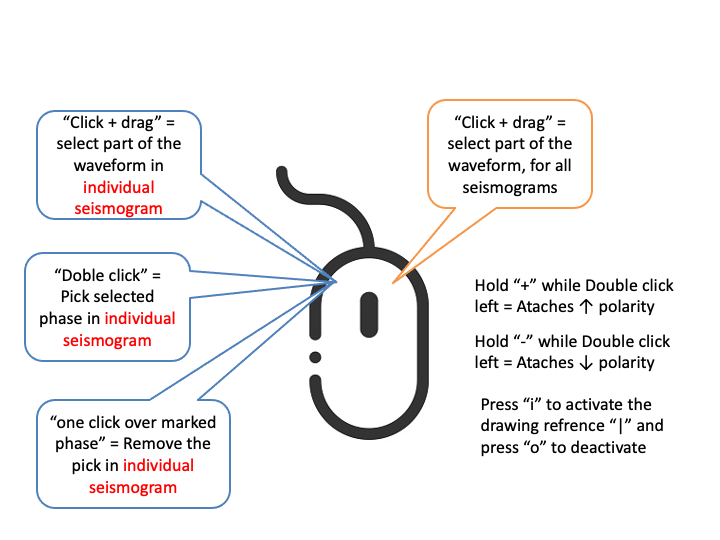 “Click + drag” =
select part of the
waveform in
individual
seismogram
“Click + drag” =
select part of the
waveform, for all
seismograms
“Doble click” =
Pick selected
phase in individual
seismogram
“one click over marked
phase” = Remove the
pick in individual
seismogram
Hold “+” while Double click
left = Ataches ↑ polarity
Hold “-” while Double click
left = Ataches ↓ polarity
Press “i” to activate the
drawing refrence “|” and
press “o” to deactivate